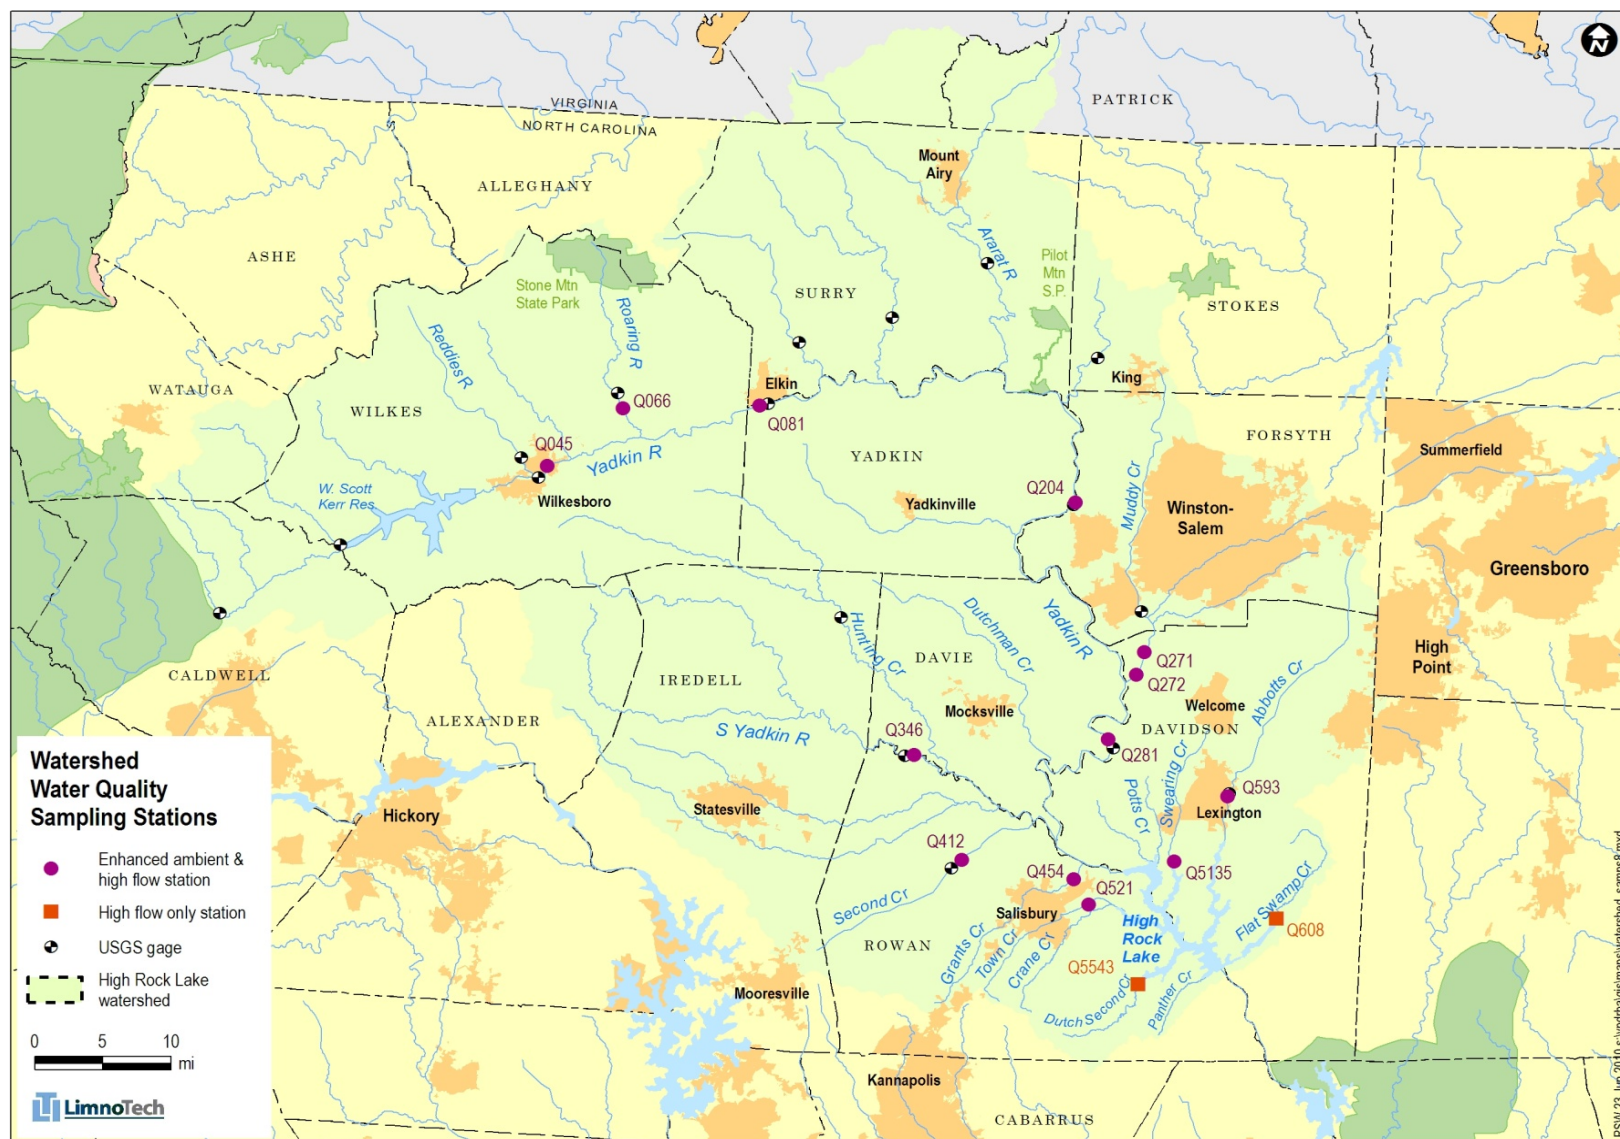 N
PATRICK
VIRGINIA
NORTH CAROLINA
Mount
Airy
ALLEGHANY
ASHE
Ararat R
Pilot
Mtn
S.P.
Stone Mtn
State Park
SURRY
STOKES
Roaring R
Reddies R
WATAUGA
WILKES
Elkin
King
Q066
Q081
Q045
Yadkin R
YADKIN
FORSYTH
Summerfield
W. Scott
Kerr Res.
Wilkesboro
Yadkinville
Q204
Muddy Cr
Winston-
Salem
Greensboro
Hunting Cr
Dutchman Cr
Yadkin R
DAVIE
Q271
Q272
High
Point
CALDWELL
IREDELL
ALEXANDER
Mocksville
Welcome
Abbotts Cr
DAVIDSON
S Yadkin R
Q346
Q281
Potts Cr
Swearing Cr
Q593
Lexington
Statesville
Hickory
Q412
Q454
Q521
Q5135
Second Cr
Salisbury
Flat Swamp Cr
Q608
ROWAN
Grants Cr
Town Cr
Crane Cr
High
Rock
Lake
Q5543
Dutch Second Cr
Panther Cr
Mooresville
Kannapolis
CABARRUS
Watershed
Water Quality
Sampling Stations
Enhanced ambient &
high flow station
High flow only station
USGS gage
High Rock Lake
watershed
0 5 10
mi
LimnoTech